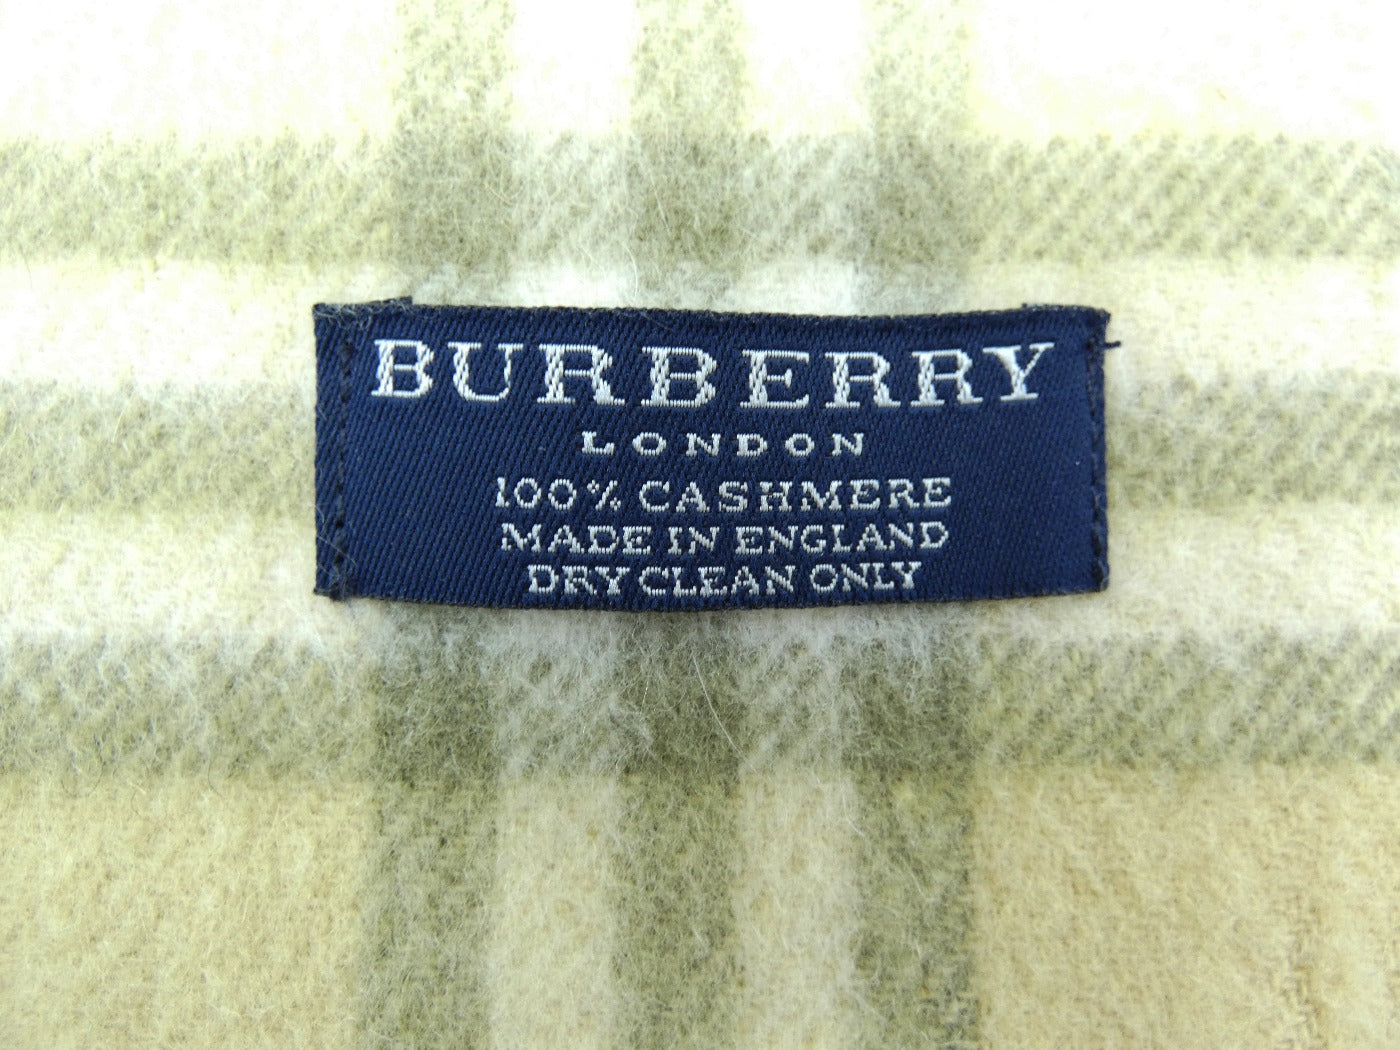 BURBERRY
LONDON
100% CASHMERE
MADE IN ENGLAND
DRY CLEAN ONLY